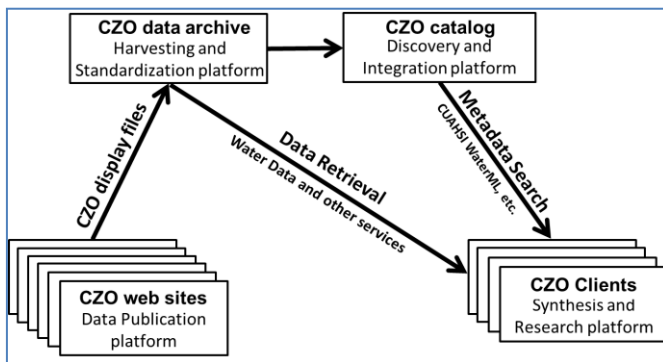 CZO data archive
Harvesting and
Standardization platform
CZO catalog
Discovery and
Integration platform
CZO display files
Data Retrieval
Water Data and other services
Metadata Search
CUAHSI WaterML, etc.
CZO web sites
Data Publication
platform
CZO Clients
Synthesis and
Research platform